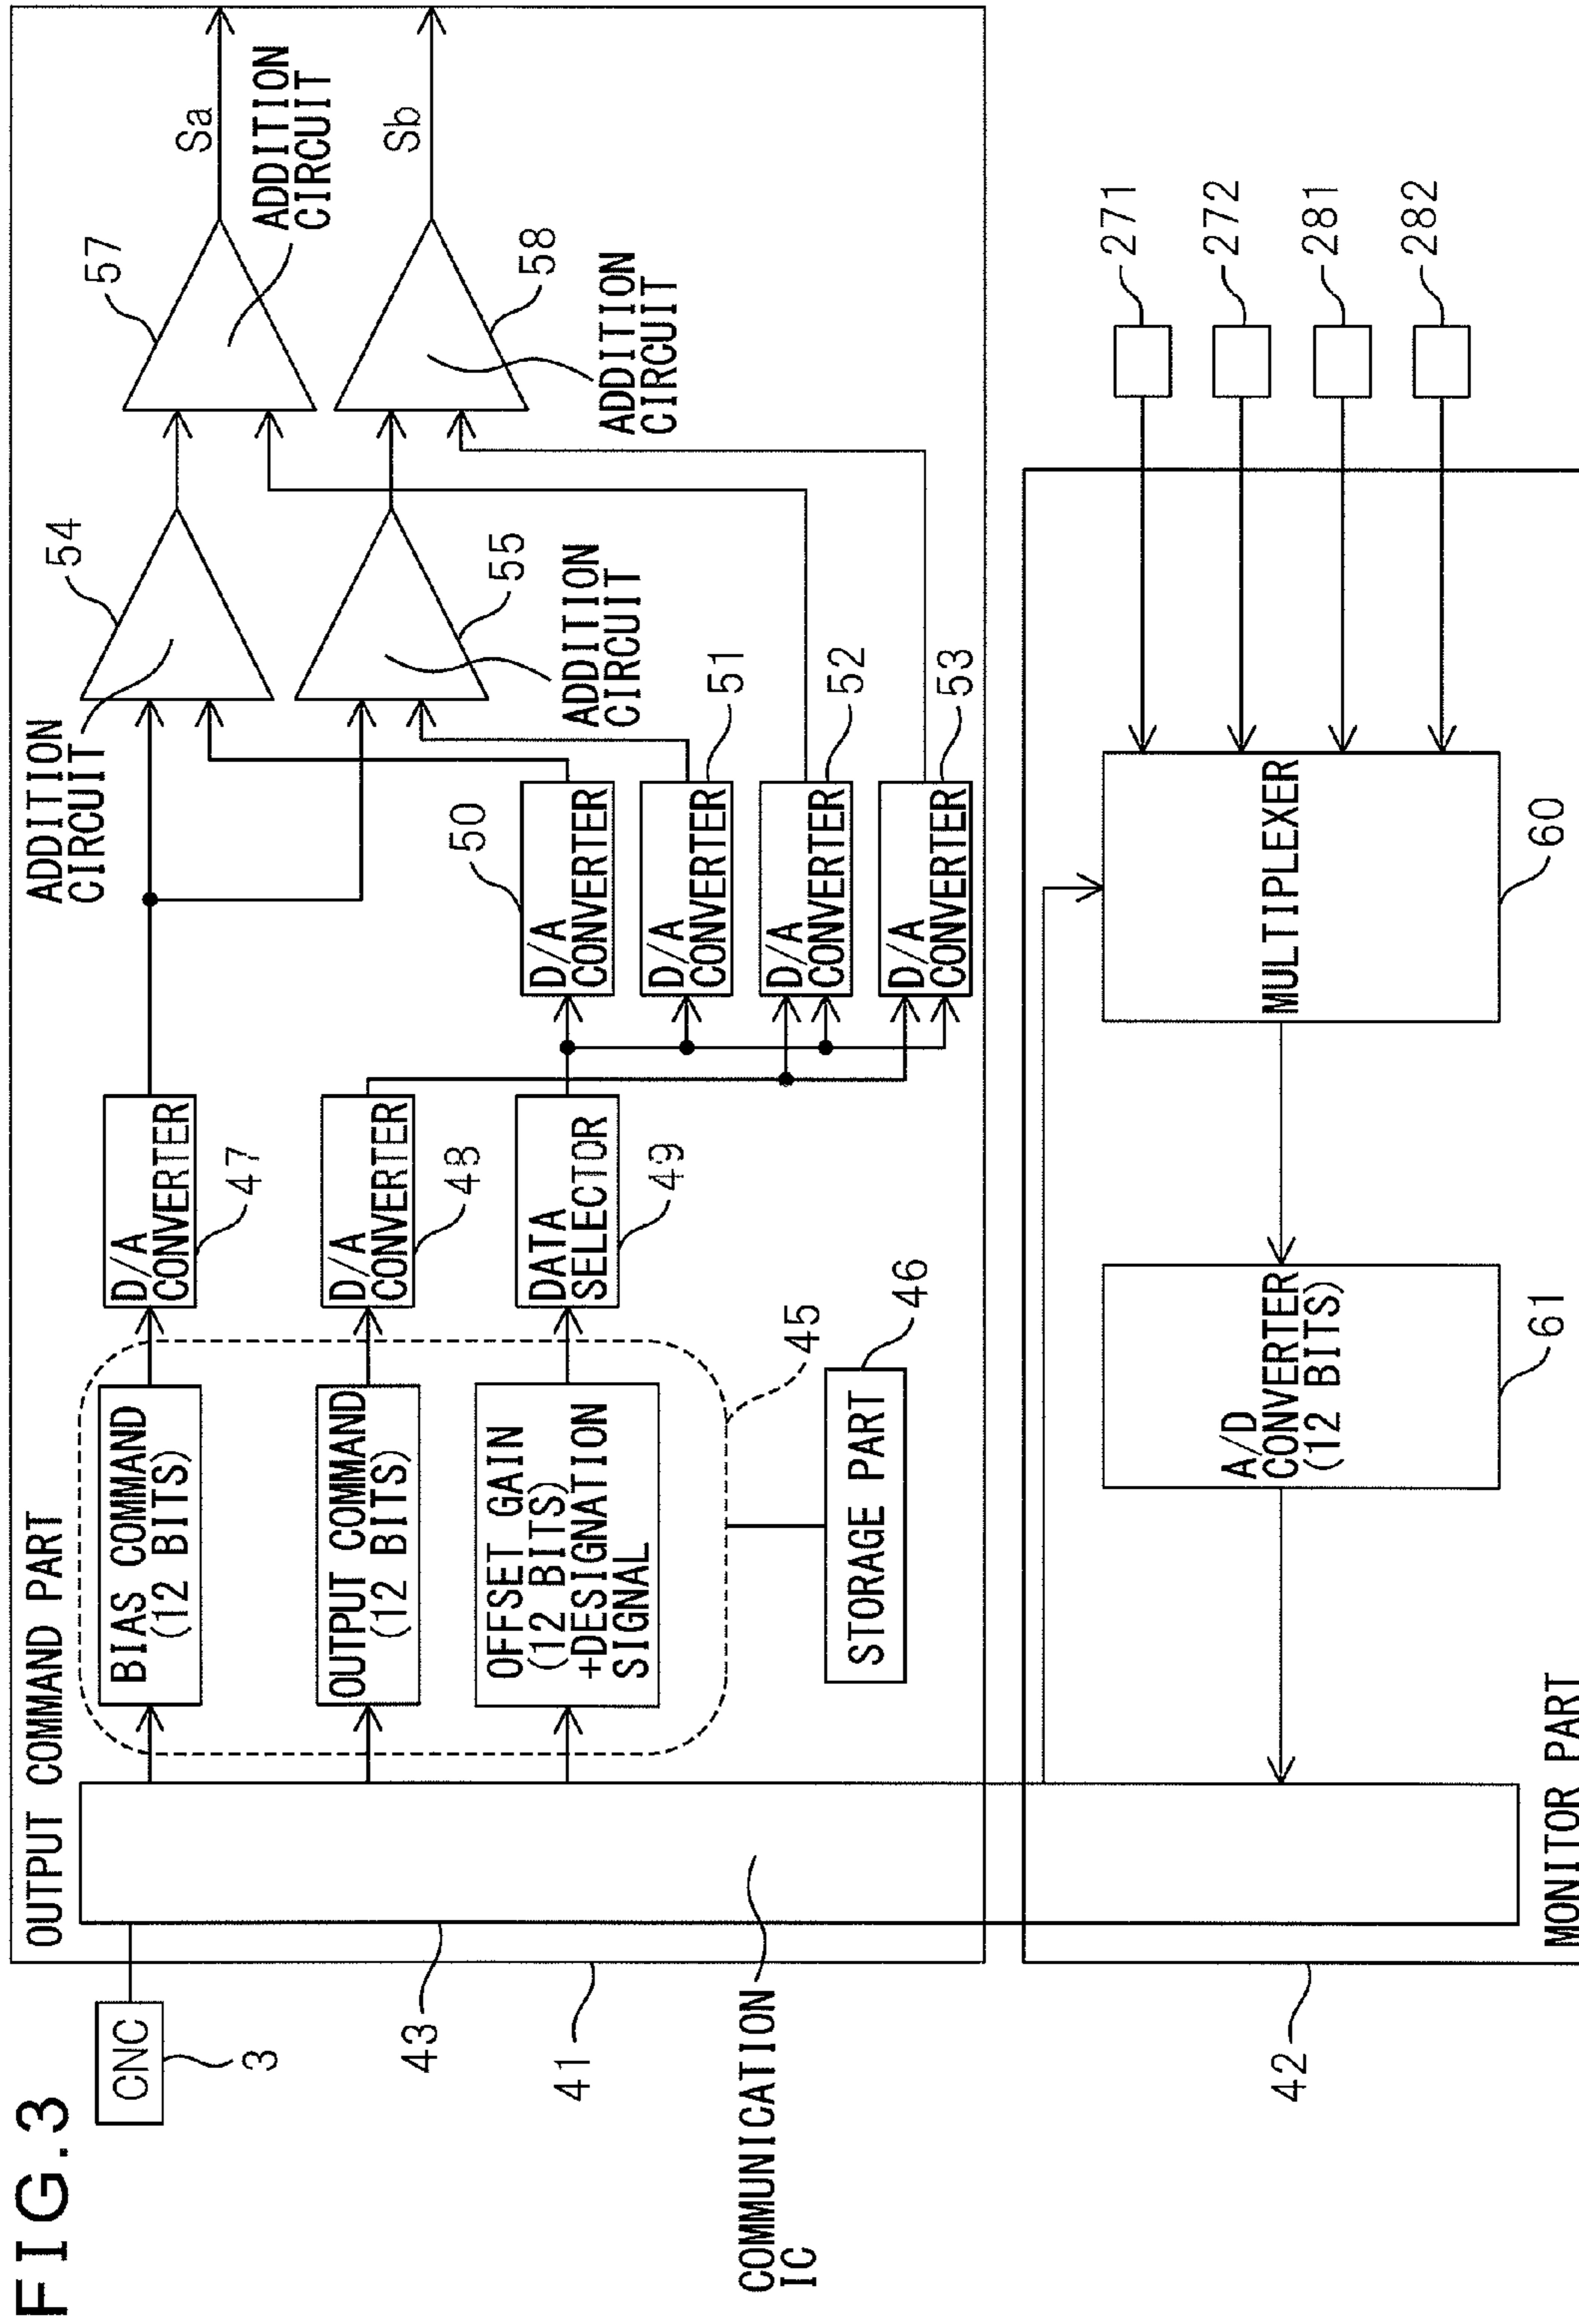 FIG.3
CNC
3
OUTPUT COMMAND PART
43
41
COMMUNICATION
IC
BIAS COMMAND
(12 BITS)
OUTPUT COMMAND
(12 BITS)
OFFSET GAIN
(12 BITS)
+DESIGNATION
SIGNAL
45
STORAGE PART
46
D/A
CONVERTER
47
D/A
CONVERTER
48
DATA
SELECTOR
49
D/A
CONVERTER
50
D/A
CONVERTER
51
D/A
CONVERTER
52
D/A
CONVERTER
53
ADDITION
CIRCUIT
54
ADDITION
CIRCUIT
55
ADDITION
CIRCUIT
57
ADDITION
CIRCUIT
58
Sa
Sb
MONITOR PART
42
A/D
CONVERTER
(12 BITS)
61
MULTIPLEXER
60
271
272
281
282